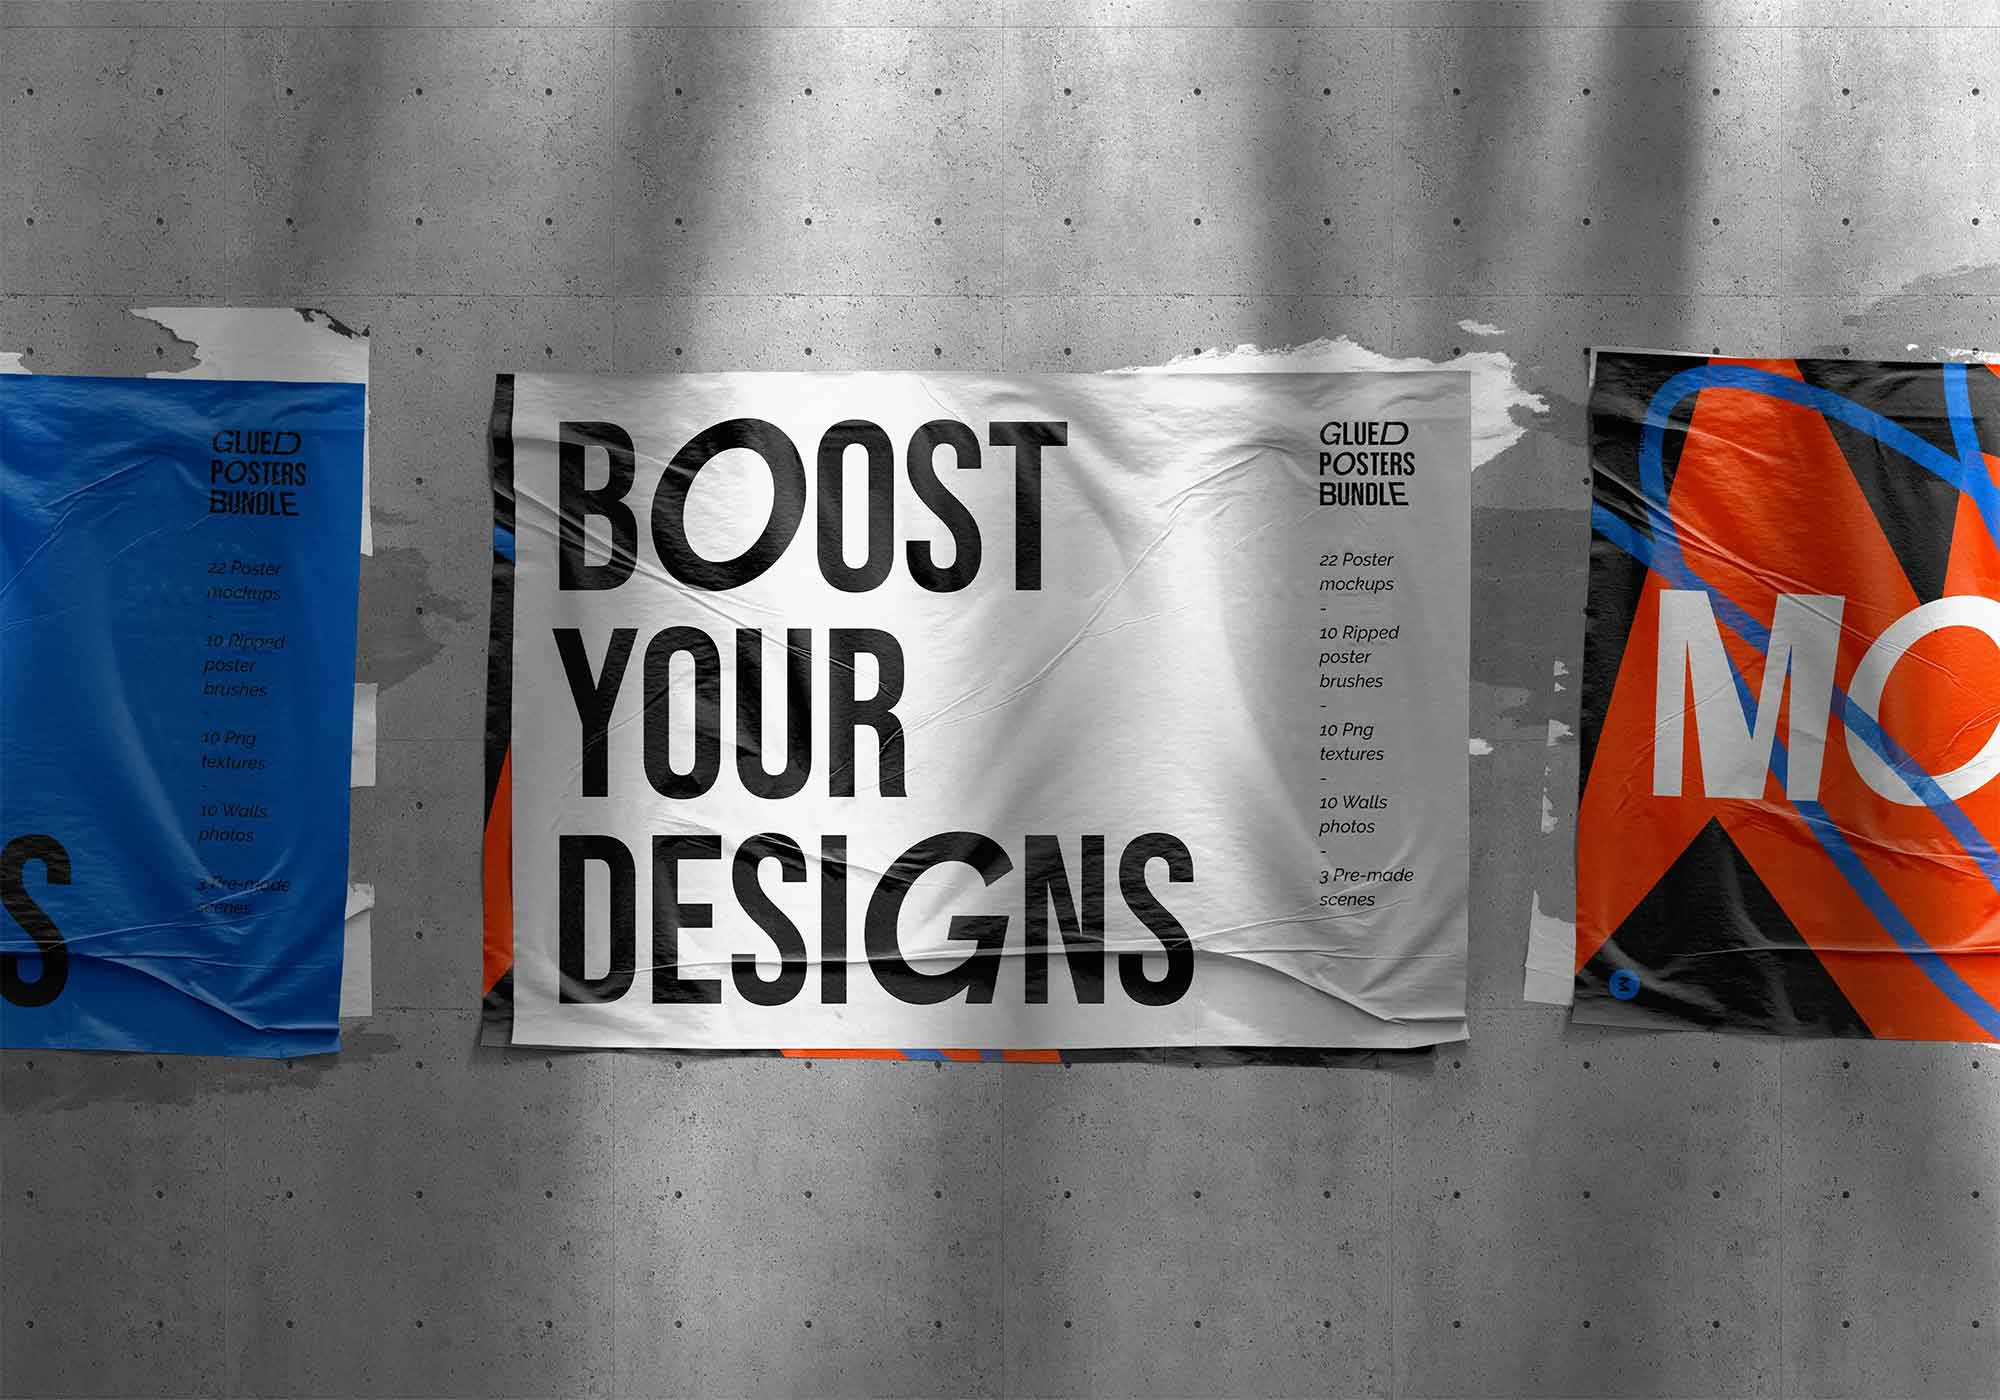 GLUED
POSTERS
BUNDLE
22 Poster
mockups
-
10 Ripped
poster
brushes
-
10 Png
textures
-
10 Walls
photos
-
3 Pre-made
scenes
S
BOOST
YOUR
DESIGNS
GLUED
POSTERS
BUNDLE
22 Poster
mockups
-
10 Ripped
poster
brushes
-
10 Png
textures
-
10 Walls
photos
-
3 Pre-made
scenes
MO
M